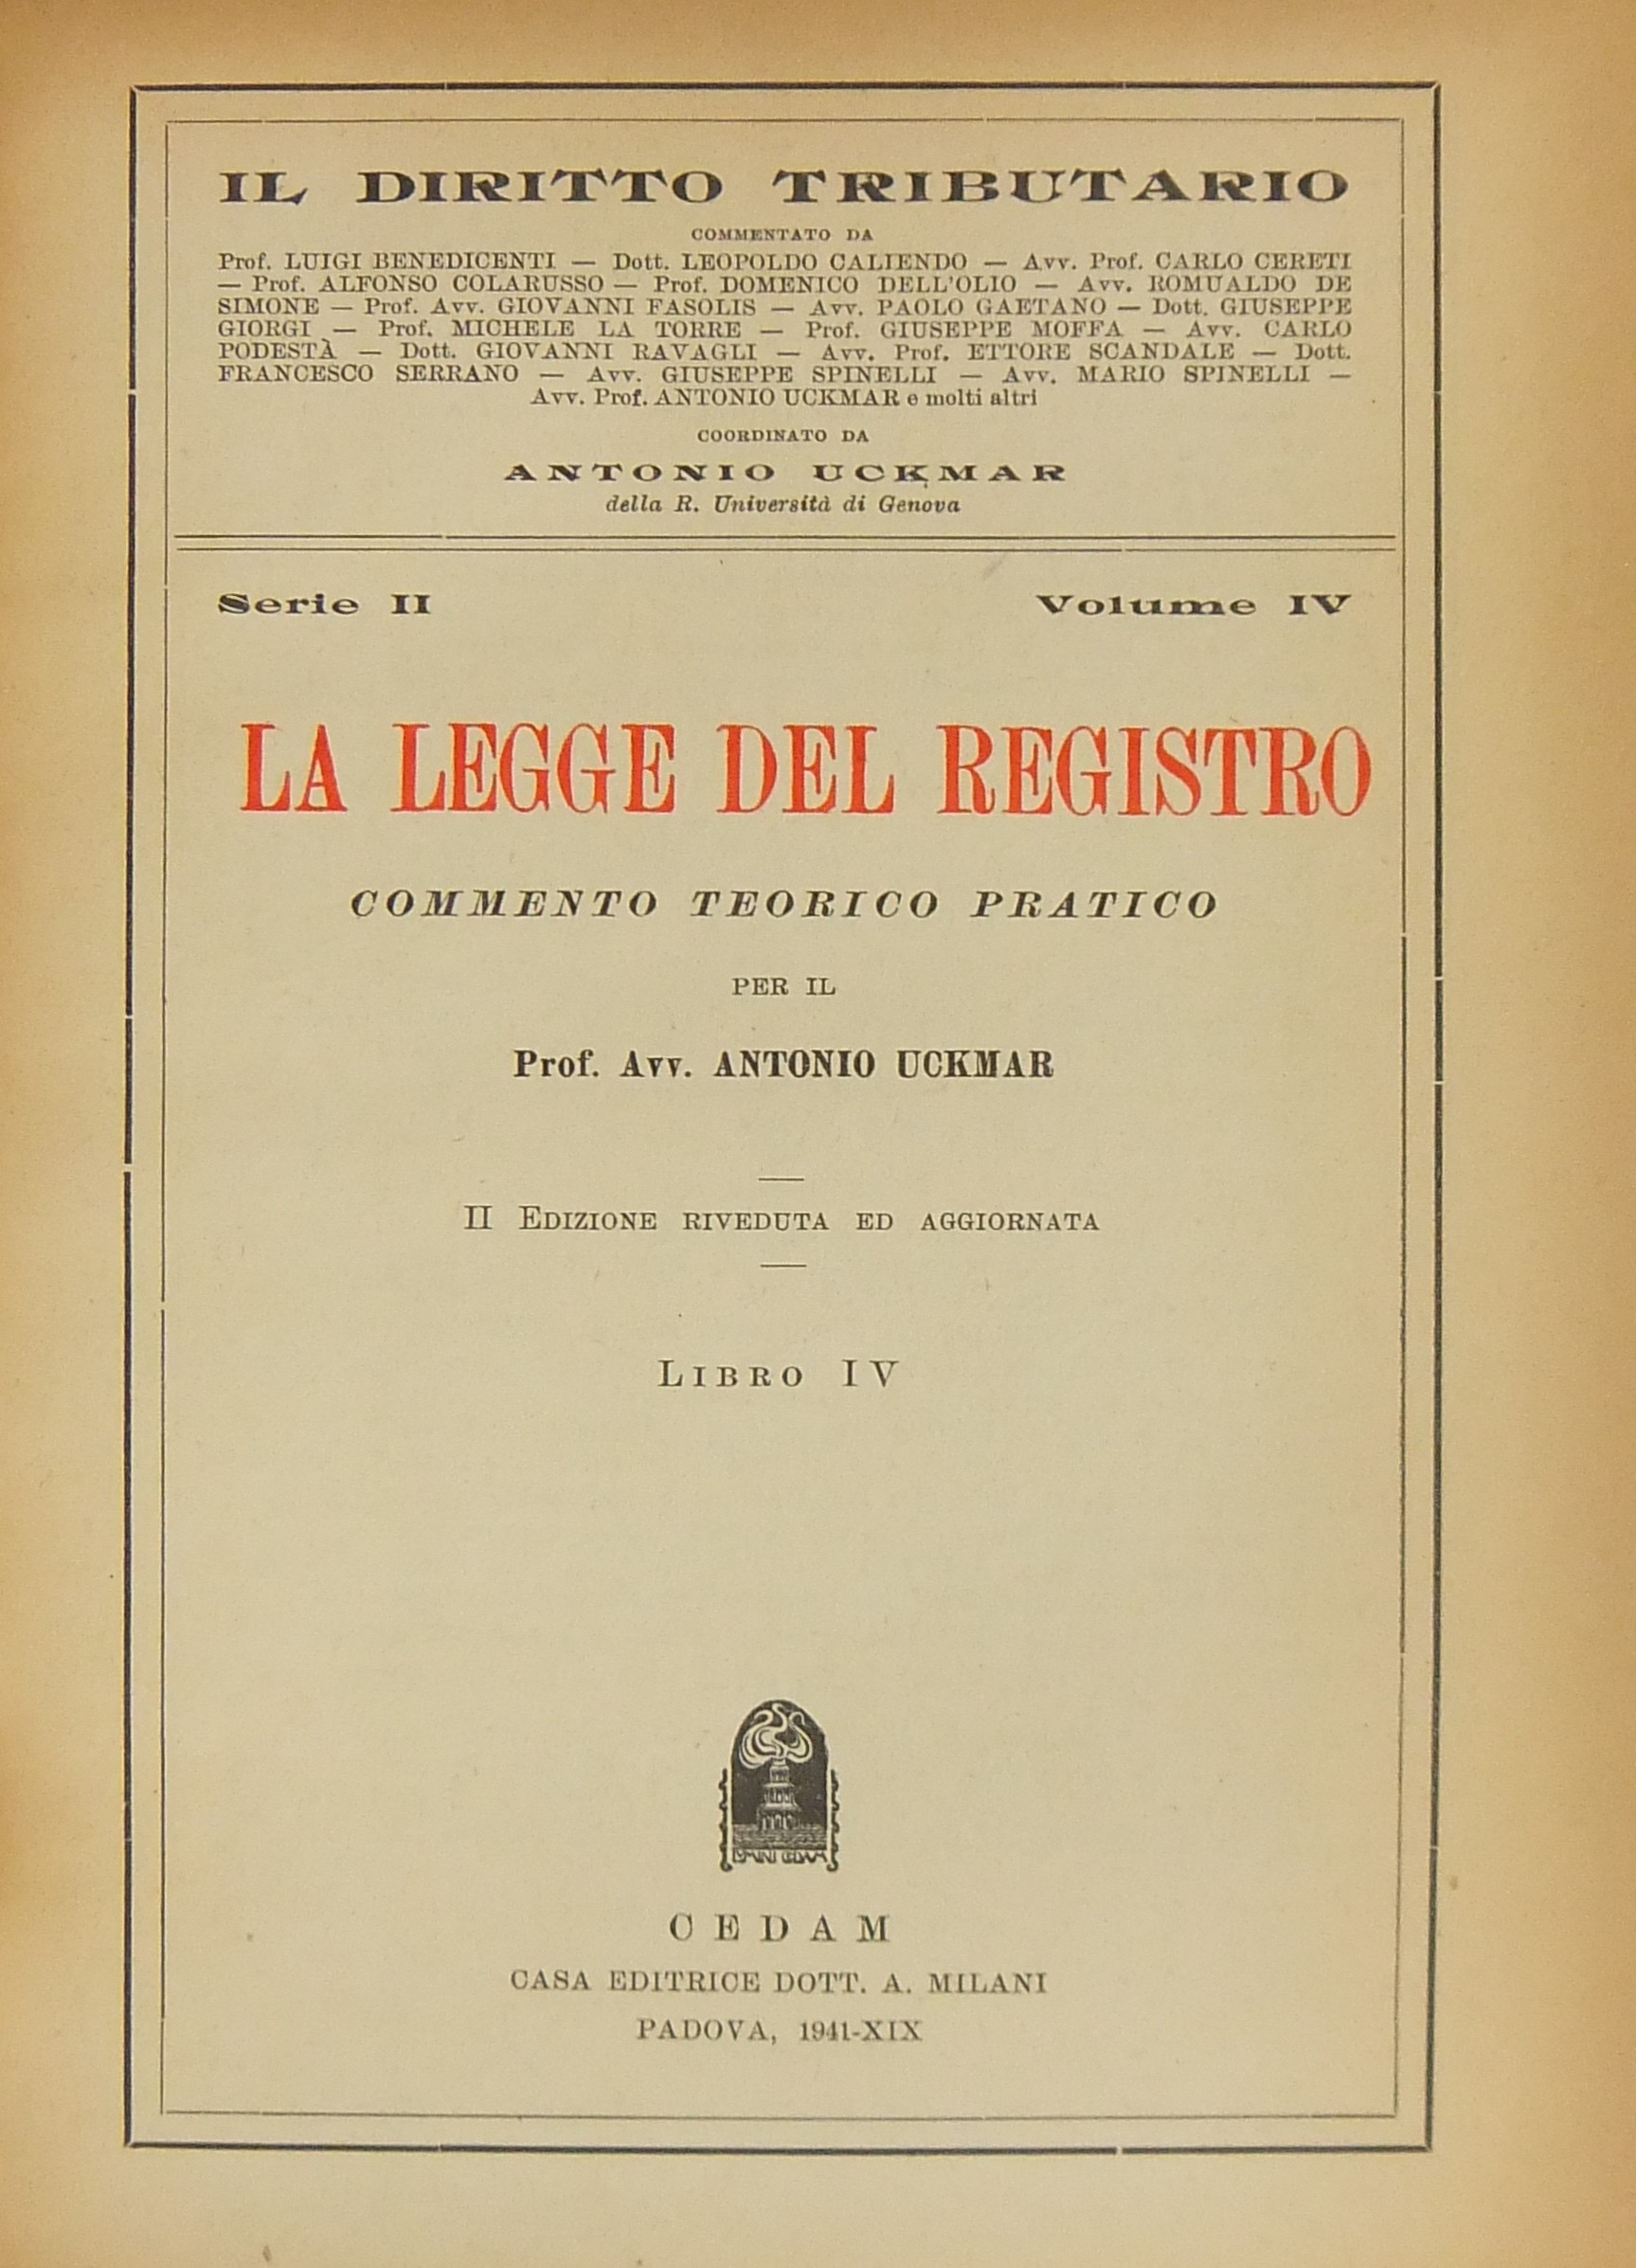 IL DIRITTO TRIBUTARIO
COMMENTATO DA
Prof. LUIGI BENEDICENTI — Dott. LEOPOLDO CALIENDO — Avv. Prof. CARLO CERETI
— Prof. ALFONSO COLARUSSO — Prof. DOMENICO DELL'OLIO — Avv. ROMUALDO DE
SIMONE — Prof. Avv. GIOVANNI FASOLIS — Avv. PAOLO GAETANO — Dott. GIUSEPPE
GIORGI — Prof. MICHELE LA TORRE — Prof. GIUSEPPE MOFFA — Avv. CARLO
PODESTÀ — Dott. GIOVANNI RAVAGLI — Avv. Prof. ETTORE SCANDALE — Dott.
FRANCESCO SERRANO — Avv. GIUSEPPE SPINELLI — Avv. MARIO SPINELLI —
Avv. Prof. ANTONIO UCKMAR e molti altri
COORDINATO DA
ANTONIO UCKMAR
della R. Università di Genova
Serie II Volume IV
LA LEGGE DEL REGISTRO
COMMENTO TEORICO PRATICO
PER IL
Prof. Avv. ANTONIO UCKMAR
II EDIZIONE RIVEDUTA ED AGGIORNATA
LIBRO IV
CEDAM
CASA EDITRICE DOTT. A. MILANI
PADOVA, 1941-XIX